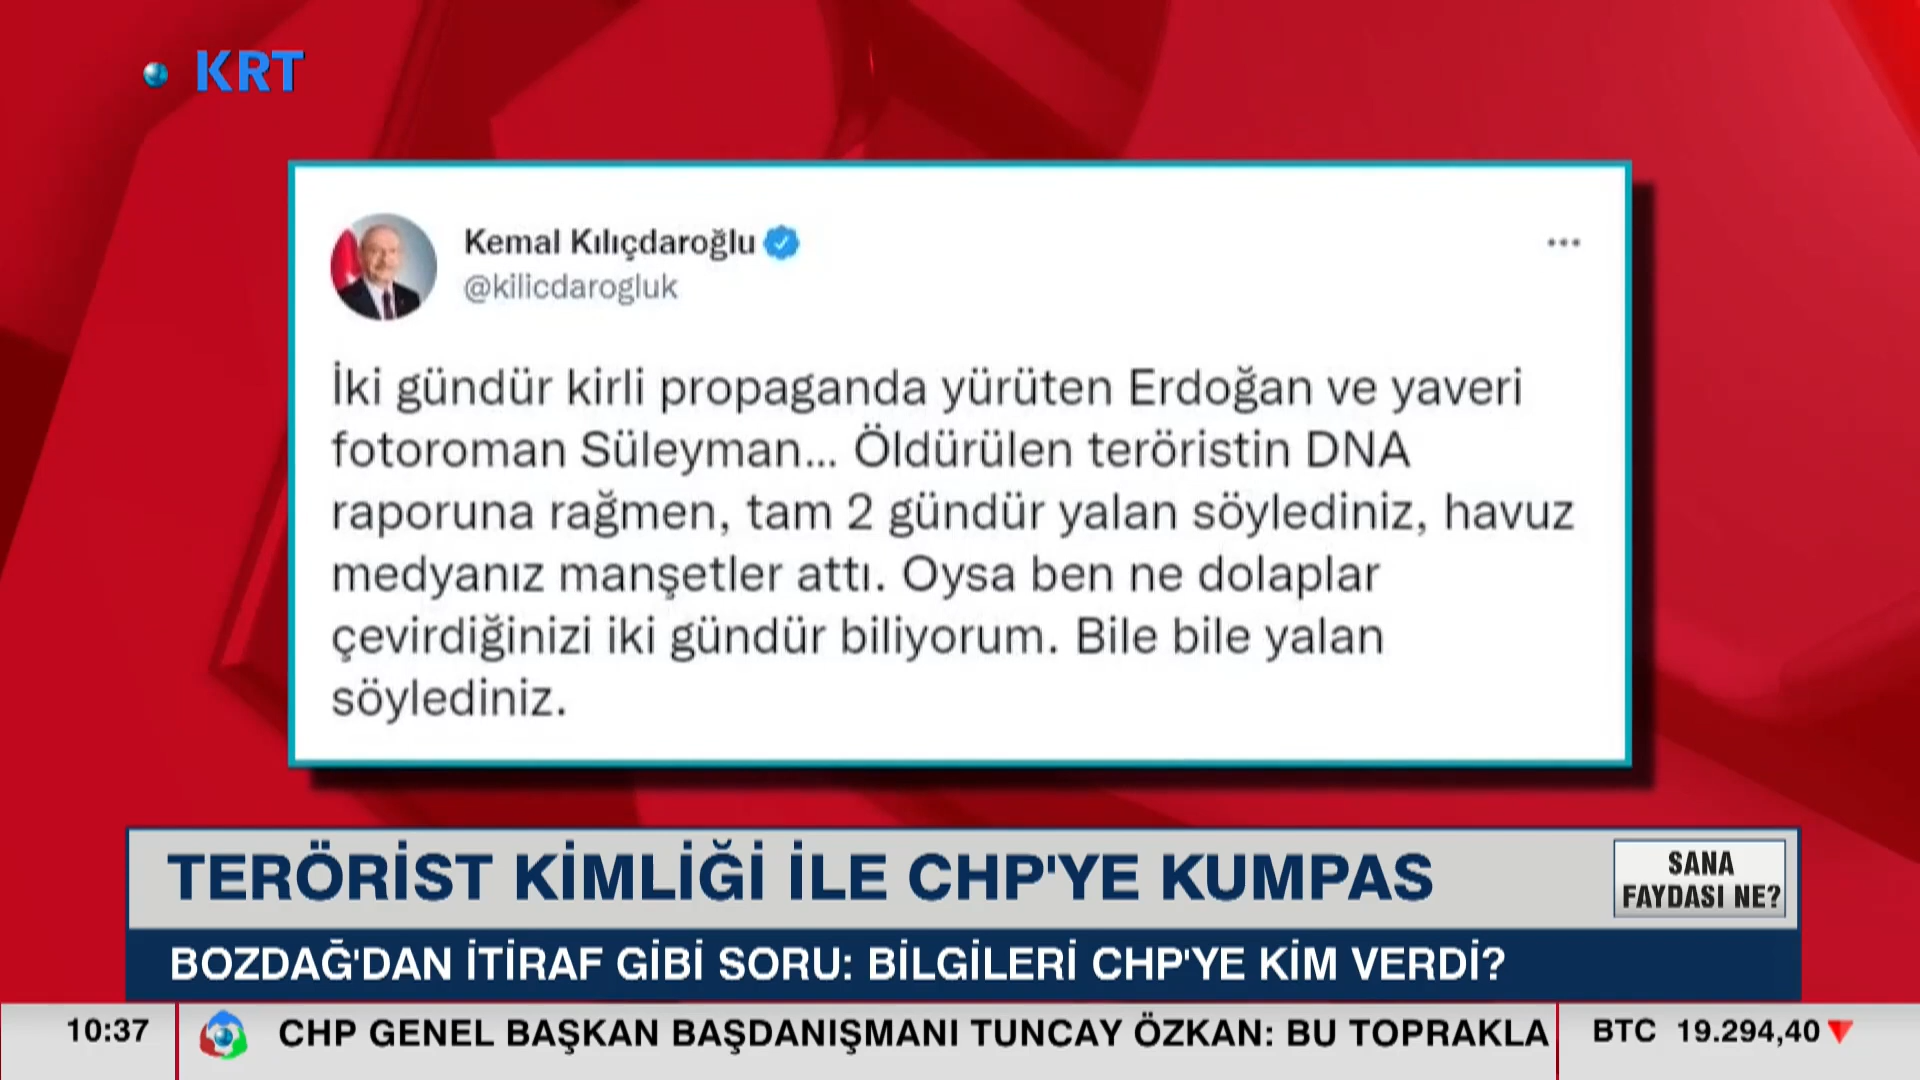 KRT
Kemal Kılıçdaroğlu
@kilicdarogluk
İki gündür kirli propaganda yürüten Erdoğan ve yaveri
fotoroman Süleyman... Öldürülen teröristin DNA
raporuna rağmen, tam 2 gündür yalan söylediniz, havuz
medyanız manşetler attı. Oysa ben ne dolaplar
çevirdiğinizi iki gündür biliyorum. Bile bile yalan
söylediniz.
TERÖRİST KİMLİĞİ İLE CHP'YE KUMPAS
SANA
FAYDASI NE?
BOZDAĞ'DAN İTİRAF GİBİ SORU: BİLGİLERİ CHP'YE KİM VERDİ?
10:37
CHP GENEL BAŞKAN BAŞDANIŞMANI TUNCAY ÖZKAN: BU TOPRAKLA
BTC 19.294,40